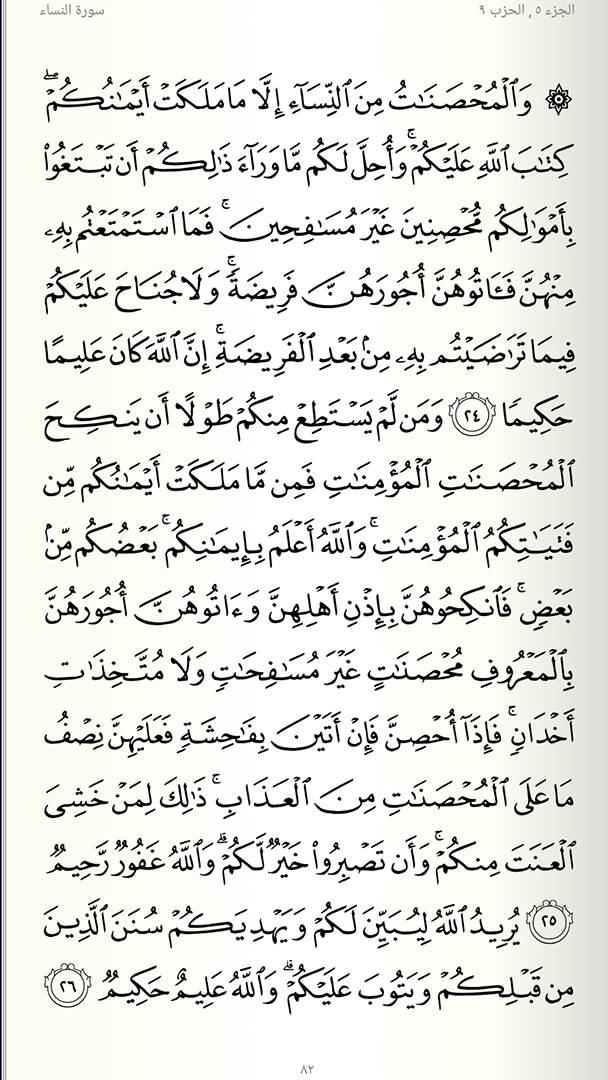 الجزء ٥ , الحزب ٩
سورة النساء
۞ وَٱلۡمُحۡصَنَٰتُ مِنَ ٱلنِّسَآءِ إِلَّا مَا مَلَكَتۡ أَيۡمَٰنُكُمۡۖ
كِتَٰبَ ٱللَّهِ عَلَيۡكُمۡۚ وَأُحِلَّ لَكُم مَّا وَرَآءَ ذَٰلِكُمۡ أَن تَبۡتَغُواْ
بِأَمۡوَٰلِكُم مُّحۡصِنِينَ غَيۡرَ مُسَٰفِحِينَۚ فَمَا ٱسۡتَمۡتَعۡتُم بِهِۦ
مِنۡهُنَّ فَـَٔاتُوهُنَّ أُجُورَهُنَّ فَرِيضَةٗۚ وَلَا جُنَاحَ عَلَيۡكُمۡ
فِيمَا تَرَٰضَيۡتُم بِهِۦ مِنۢ بَعۡدِ ٱلۡفَرِيضَةِۚ إِنَّ ٱللَّهَ كَانَ عَلِيمًا
حَكِيمٗا ٢٤ وَمَن لَّمۡ يَسۡتَطِعۡ مِنكُمۡ طَوۡلًا أَن يَنكِحَ
ٱلۡمُحۡصَنَٰتِ ٱلۡمُؤۡمِنَٰتِ فَمِن مَّا مَلَكَتۡ أَيۡمَٰنُكُم مِّن
فَتَيَٰتِكُمُ ٱلۡمُؤۡمِنَٰتِۚ وَٱللَّهُ أَعۡلَمُ بِإِيمَٰنِكُمۚ بَعۡضُكُم مِّنۢ
بَعۡضٖۚ فَٱنكِحُوهُنَّ بِإِذۡنِ أَهۡلِهِنَّ وَءَاتُوهُنَّ أُجُورَهُنَّ
بِٱلۡمَعۡرُوفِ مُحۡصَنَٰتٍ غَيۡرَ مُسَٰفِحَٰتٖ وَلَا مُتَّخِذَٰتِ
أَخۡدَانٖۚ فَإِذَآ أُحۡصِنَّ فَإِنۡ أَتَيۡنَ بِفَٰحِشَةٖ فَعَلَيۡهِنَّ نِصۡفُ
مَا عَلَى ٱلۡمُحۡصَنَٰتِ مِنَ ٱلۡعَذَابِۚ ذَٰلِكَ لِمَنۡ خَشِيَ
ٱلۡعَنَتَ مِنكُمۡۚ وَأَن تَصۡبِرُواْ خَيۡرٞ لَّكُمۡۗ وَٱللَّهُ غَفُورٞ رَّحِيمٞ
٢٥ يُرِيدُ ٱللَّهُ لِيُبَيِّنَ لَكُمۡ وَيَهۡدِيَكُمۡ سُنَنَ ٱلَّذِينَ
مِن قَبۡلِكُمۡ وَيَتُوبَ عَلَيۡكُمۡۗ وَٱللَّهُ عَلِيمٌ حَكِيمٞ ٢٦
٨٢